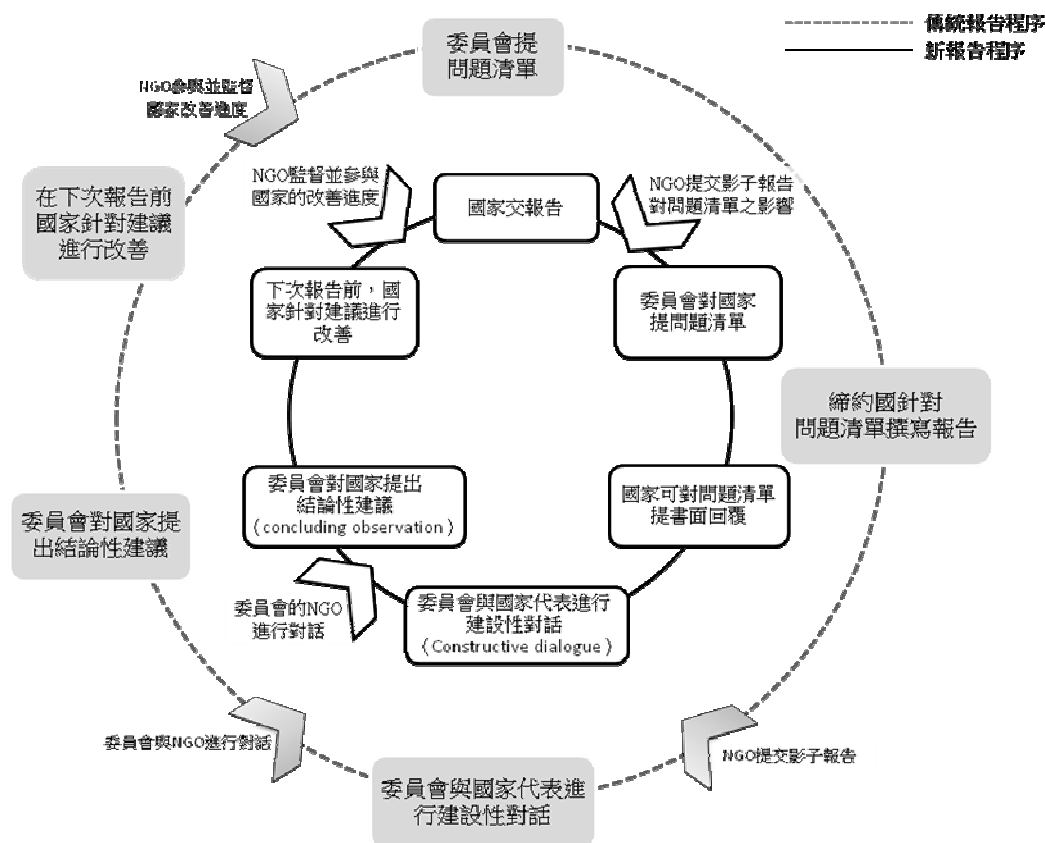 傳統報告程序
新報告程序
委員會提
問題清單
NGO參與並監督
國家改善進度
在下次報告前
國家針對建議
進行改善
NGO監督並參與
國家的改善進度
國家交報告
NGO提交影子報告
對問題清單之影響
下次報告前，國
家針對建議進行
改善
委員會對國家
提問題清單
締約國針對
問題清單撰寫報告
委員會對國家提出
結論性建議
（concluding observation）
國家可對問題清單
提書面回覆
委員會對國家提
出結論性建議
委員會的NGO
進行對話
委員會與國家代表進行
建設性對話
（Constructive dialogue）
委員會與NGO進行對話
NGO提交影子報告
委員會與國家代表進
行建設性對話